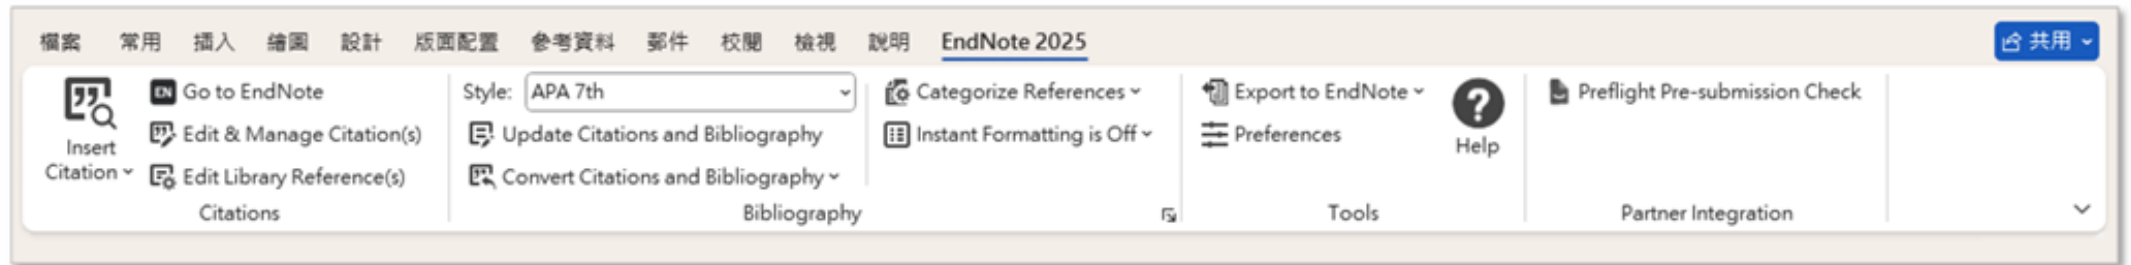 檔案 常用 插入 繪圖 設計 版面配置 參考資料 郵件 校閱 檢視 說明 EndNote 2025 共用
Insert Citation
Go to EndNote
Edit & Manage Citation(s)
Edit Library Reference(s)
Citations
Style: APA 7th
Update Citations and Bibliography
Convert Citations and Bibliography
Categorize References
Instant Formatting is Off
Bibliography
Export to EndNote
Preferences
Help
Tools
Preflight Pre-submission Check
Partner Integration